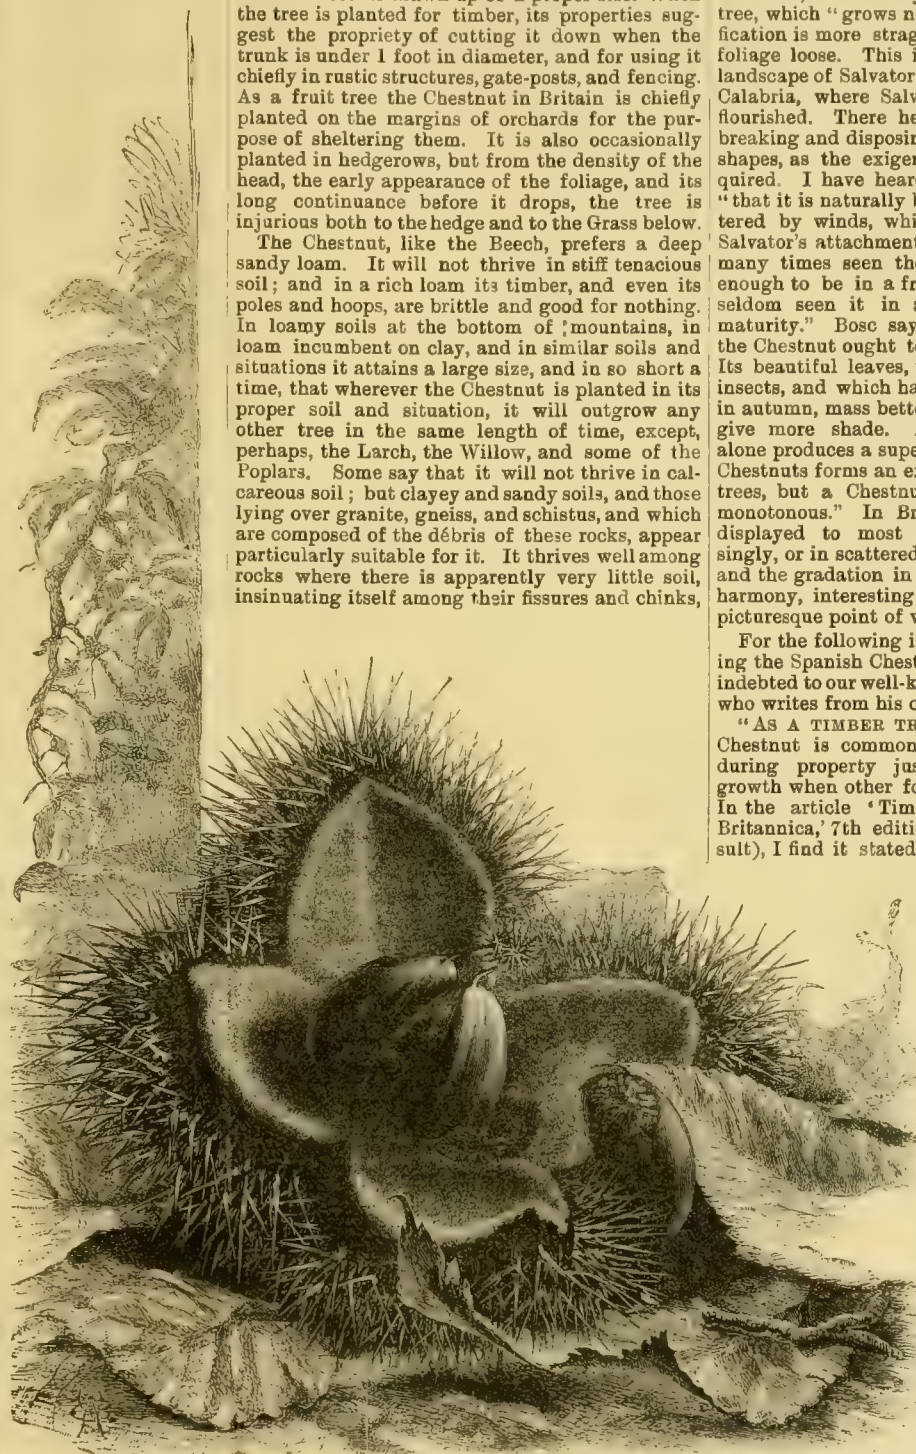 the tree is planted for timber, its properties sug-
gest the propriety of cutting it down when the
trunk is under 1 foot in diameter, and for using it
chiefly in rustic structures, gate-posts, and fencing.
As a fruit tree the Chestnut in Britain is chiefly
planted on the margins of orchards for the pur-
pose of sheltering them. It is also occasionally
planted in hedgerows, but from the density of the
head, the early appearance of the foliage, and its
long continuance before it drops, the tree is
injurious both to the hedge and to the Grass below.
The Chestnut, like the Beech, prefers a deep
sandy loam. It will not thrive in stiff tenacious
soil; and in a rich loam its timber, and even its
poles and hoops, are brittle and good for nothing.
In loamy soils at the bottom of mountains, in
loam incumbent on clay, and in similar soils and
situations it attains a large size, and in so short a
time, that wherever the Chestnut is planted in its
proper soil and situation, it will outgrow any
other tree in the same length of time, except,
perhaps, the Larch, the Willow, and some of the
Poplars. Some say that it will not thrive in cal-
careous soil; but clayey and sandy soils, and those
lying over granite, gneiss, and schistus, and which
are composed of the débris of these rocks, appear
particularly suitable for it. It thrives well among
rocks where there is apparently very little soil,
insinuating itself among their fissures and chinks,
tree, which "grows n
fication is more strag
foliage loose. This i
landscape of Salvator
Calabria, where Salv
flourished. There he
breaking and disposin
shapes, as the exigen
quired. I have hear
"that it is naturally b
tered by winds, whi
Salvator's attachment
many times seen the
enough to be in a fr
seldom seen it in a
maturity." Bosc say
the Chestnut ought t
Its beautiful leaves,
insects, and which ha
in autumn, mass bette
give more shade.
alone produces a supe
Chestnuts forms an e
trees, but a Chestnu
monotonous." In Br
displayed to most
singly, or in scattered
and the gradation in
harmony, interesting
picturesque point of v
For the following i
ing the Spanish Chest
indebted to our well-k
who writes from his o
"AS A TIMBER TR
Chestnut is common
during property jus
growth when other fo
In the article 'Tim
Britannica,' 7th editi
sult), I find it stated